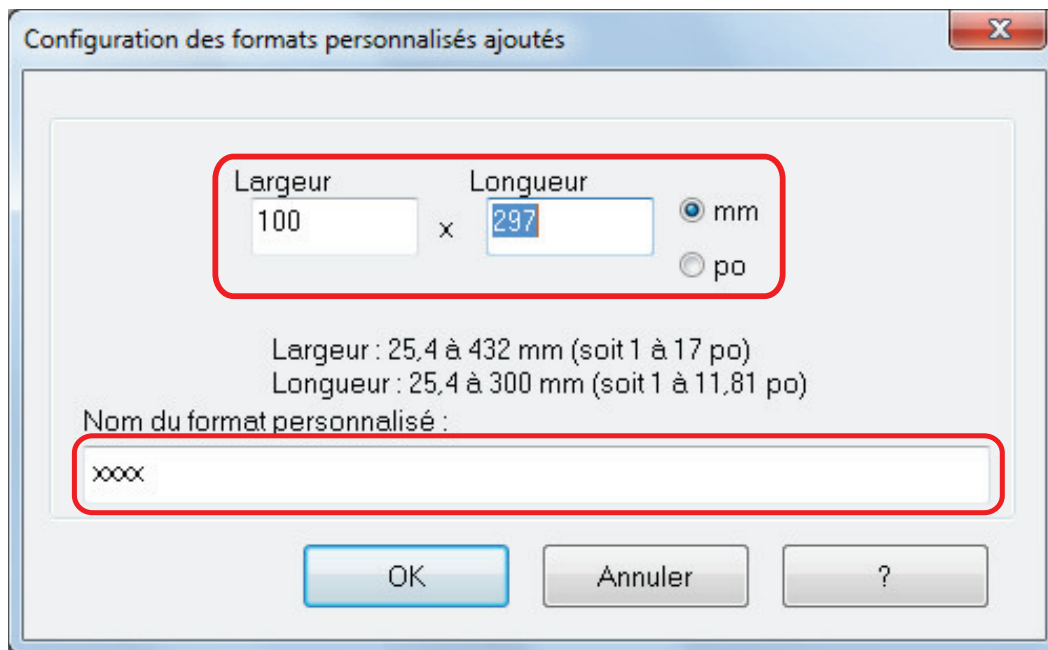 Configuration des formats personnalisés ajoutés
Largeur Longueur
100 x 297 mm
po
Largeur : 25,4 à 432 mm (soit 1 à 17 po)
Longueur : 25,4 à 300 mm (soit 1 à 11,81 po)
Nom du format personnalisé :
xxxx
OK Annuler ?